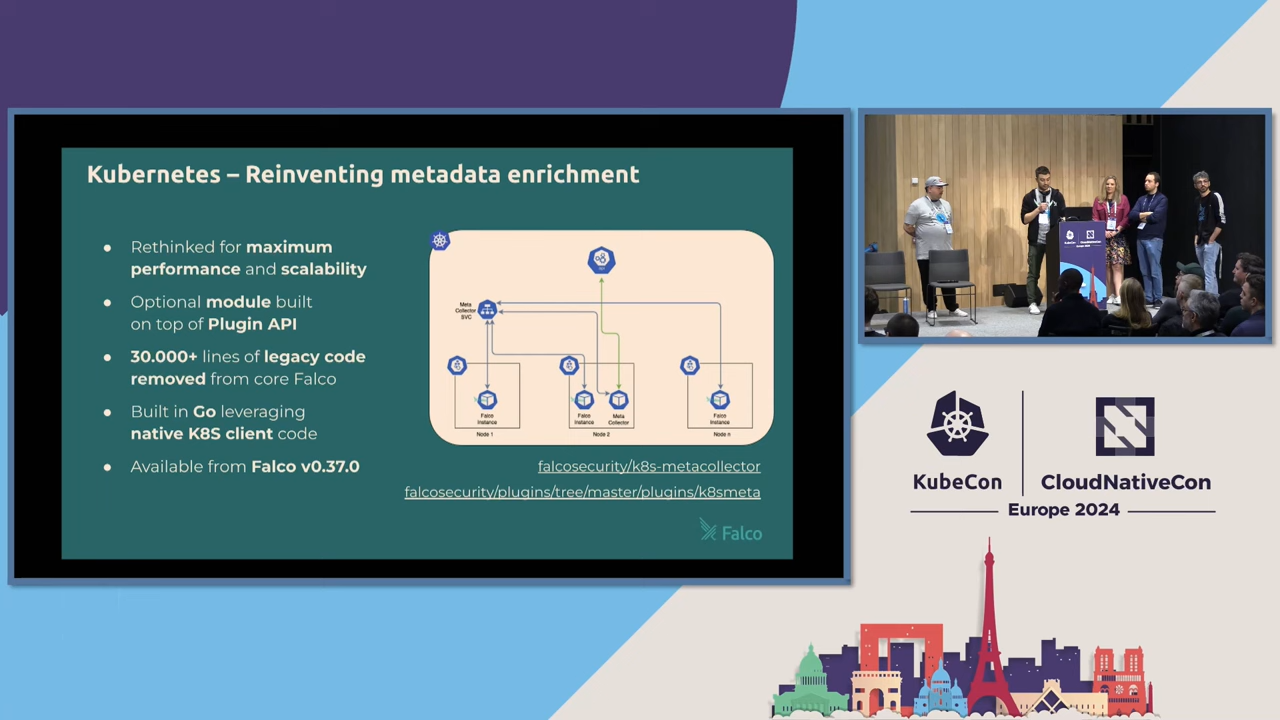 Kubernetes – Reinventing metadata enrichment
● Rethinked for maximum
performance and scalability
● Optional module built
on top of Plugin API
● 30.000+ lines of legacy code
removed from core Falco
● Built in Go leveraging
native K8S client code
● Available from Falco v0.37.0
Meta
Collector
SVC
Falco
Instance
Node 1
Falco
Instance
Meta
Collector
Node 2
Falco
Instance
Node n
falcosecurity/k8s-metacollector
falcosecurity/plugins/tree/master/plugins/k8smeta
Falco
KubeCon
CloudNativeCon
Europe 2024